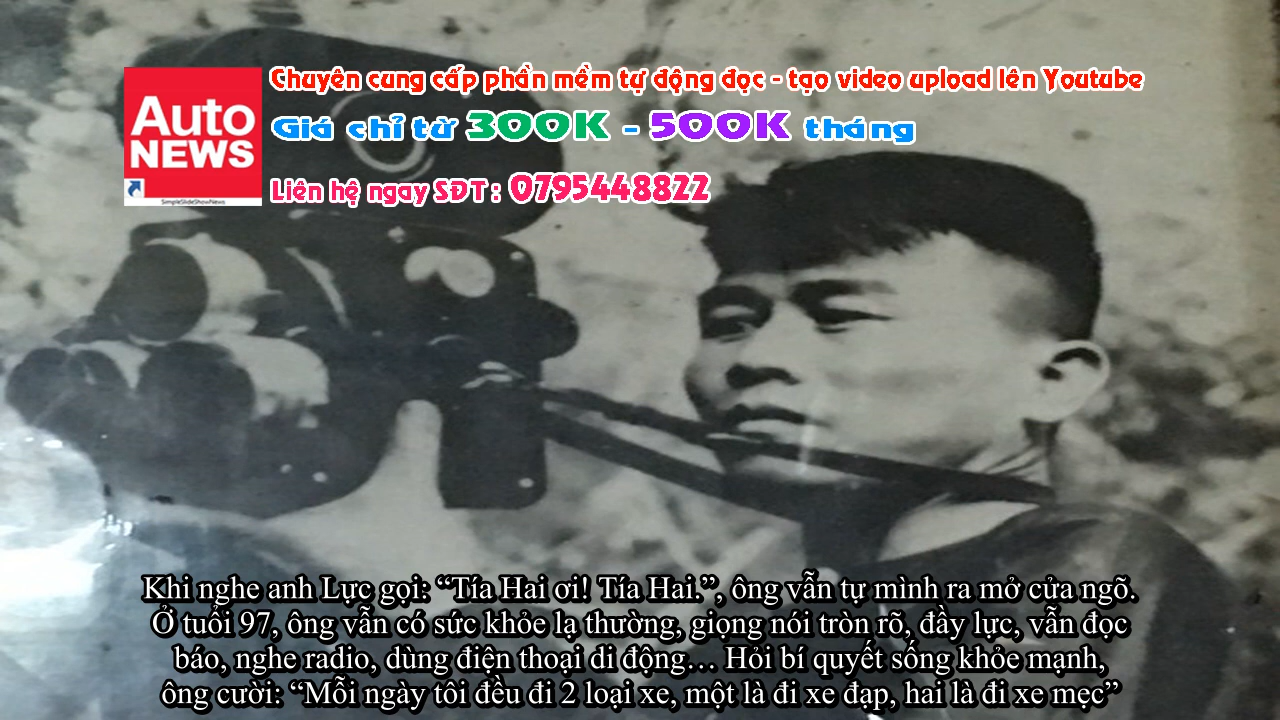 Chuyên cung cấp phần mềm tự động đọc - tạo video upload lên Youtube
Auto
NEWS
Giá chỉ từ 300K - 500K tháng
Liên hệ ngay SĐT : 0795448822
SimpleSlideShowNews
Khi nghe anh Lực gọi: “Tía Hai ơi! Tía Hai.”, ông vẫn tự mình ra mở cửa ngõ.
Ở tuổi 97, ông vẫn có sức khỏe lạ thường, giọng nói tròn rõ, đầy lực, vẫn đọc
báo, nghe radio, dùng điện thoại di động… Hỏi bí quyết sống khỏe mạnh,
ông cười: “Mỗi ngày tôi đều đi 2 loại xe, một là đi xe đạp, hai là đi xe mẹc”